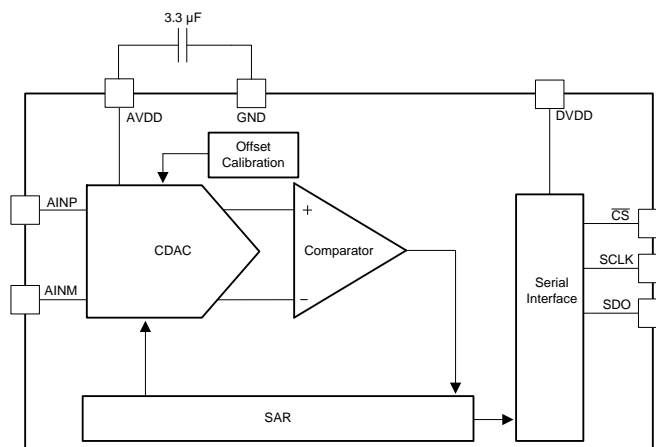 3.3 µF
AVDD
GND
DVDD
Offset
Calibration
AINP
AINM
CDAC
+
−
Comparator
Serial
Interface
CS
SCLK
SDO
SAR